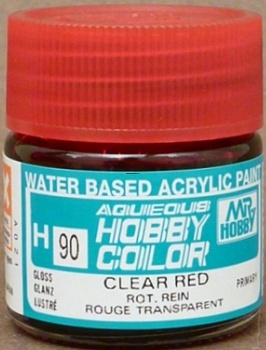 WATER BASED ACRYLIC PAINT
AQUEOUS
HOBBY
COLOR
MR
HOBBY
H 90
GLOSS
GLANZ
LUSTRÉ
CLEAR RED
ROT. REIN
ROUGE TRANSPARENT
PRIMARY